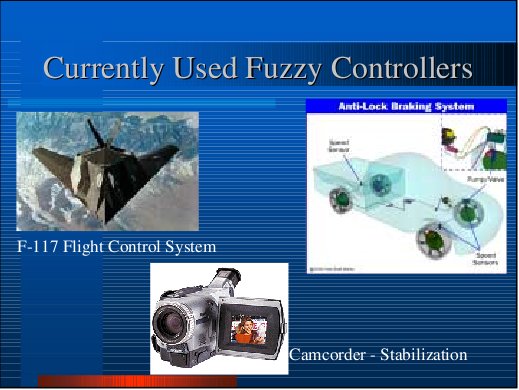 Currently Used Fuzzy Controllers
Anti-Lock Braking System
Speed
Sensor
Pump/Valve
Speed
Sensors
F-117 Flight Control System
Camcorder - Stabilization